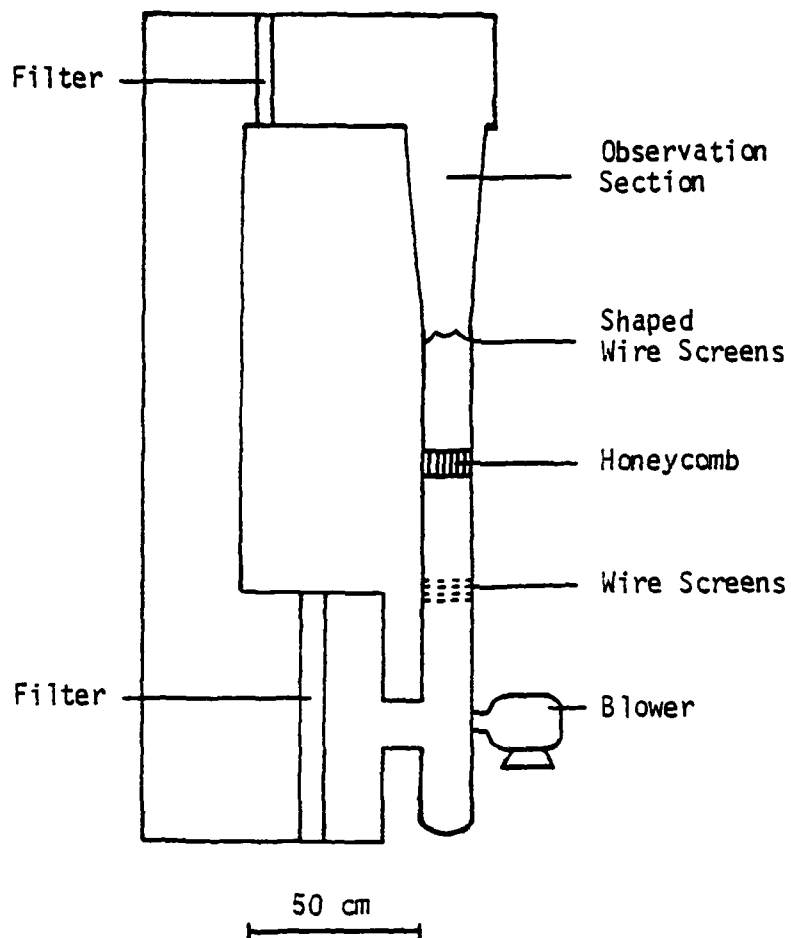 Filter
Observation
Section
Shaped
Wire Screens
Honeycomb
Wire Screens
Filter
Blower
50 cm